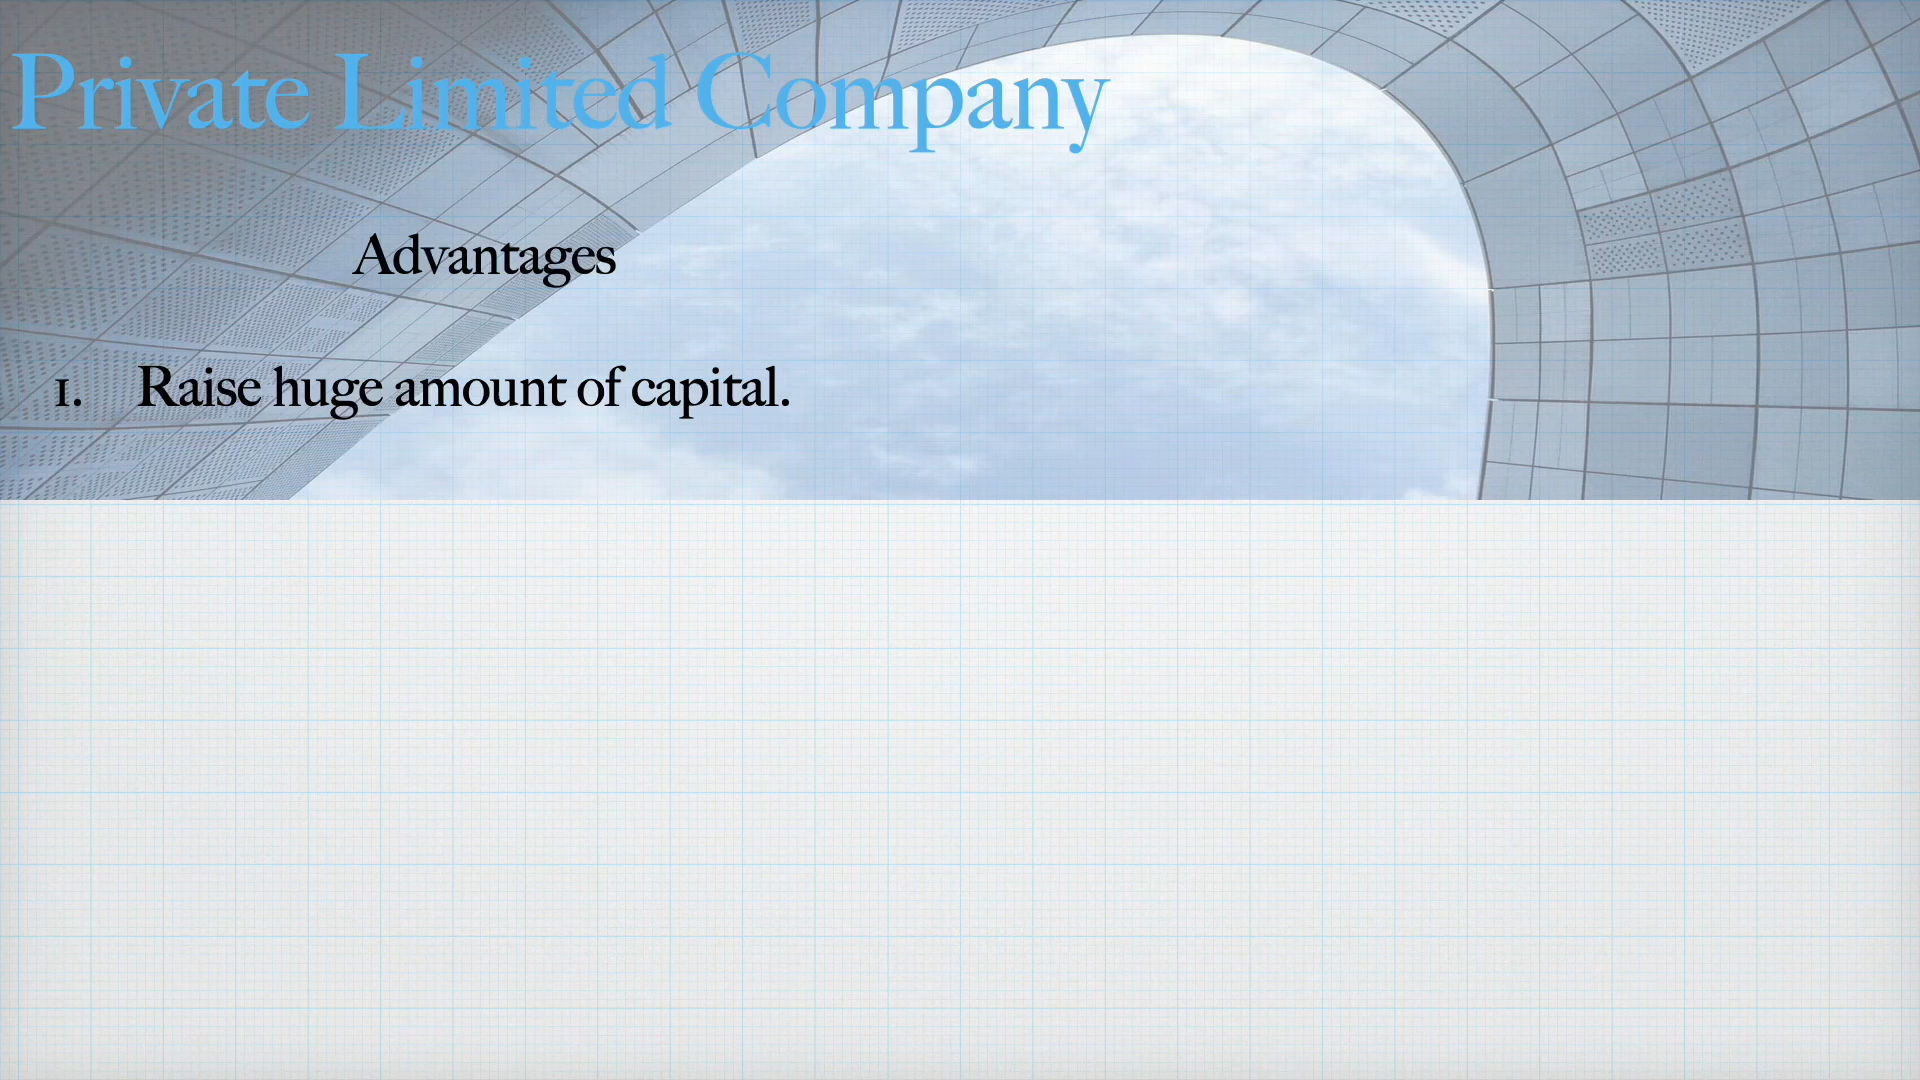 Private Limited Company
Advantages
1. Raise huge amount of capital.